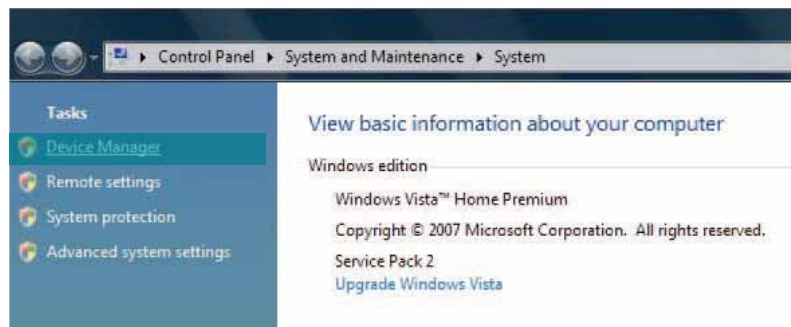 Control Panel ▸ System and Maintenance ▸ System
Tasks
Device Manager
Remote settings
System protection
Advanced system settings
View basic information about your computer
Windows edition
Windows Vista™ Home Premium
Copyright © 2007 Microsoft Corporation. All rights reserved.
Service Pack 2
Upgrade Windows Vista